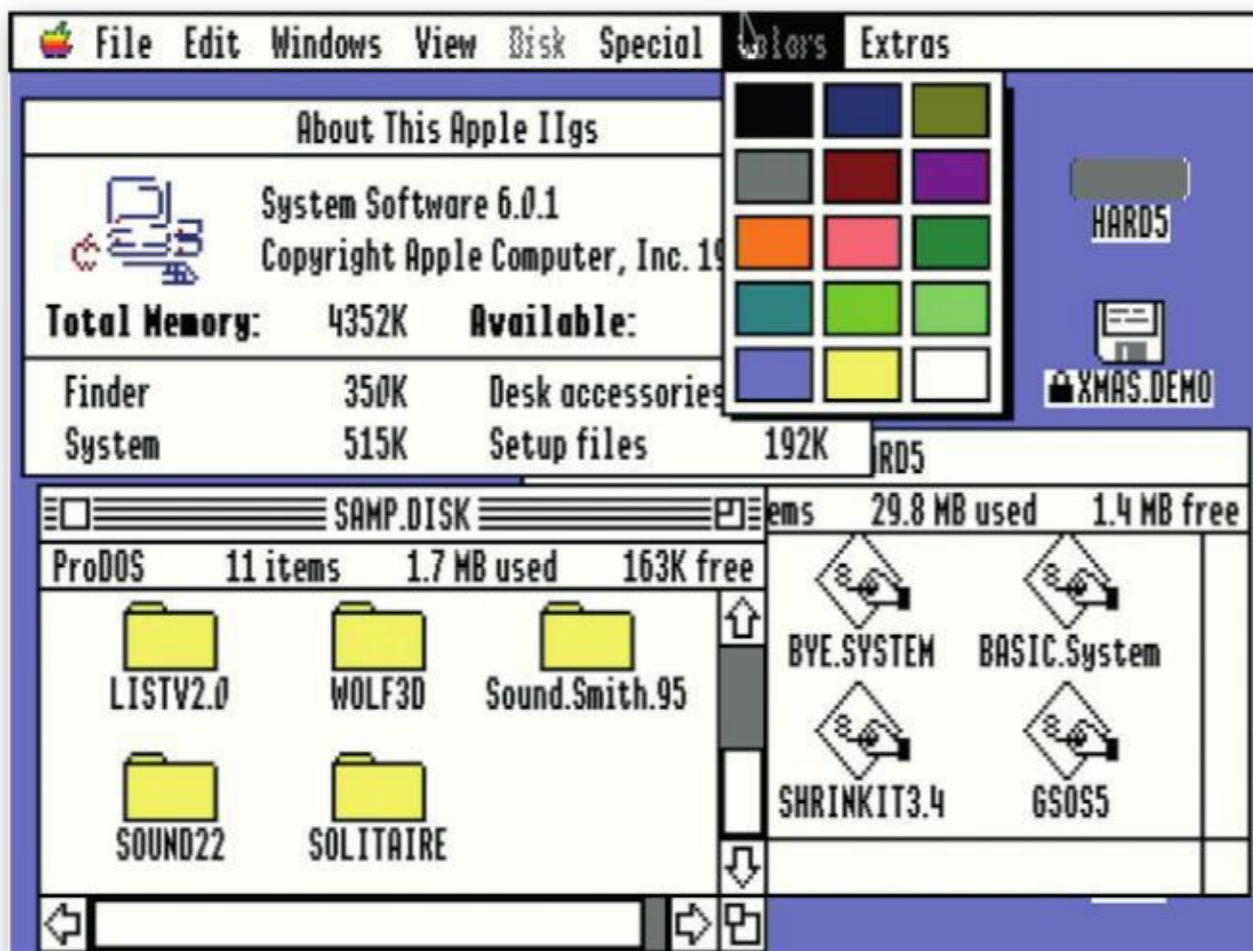 File Edit Windows View Disk Special Colors Extras
About This Apple IIgs
System Software 6.0.1
Copyright Apple Computer, Inc. 19
Total Memory: 4352K Available:
Finder 350K Desk accessories
System 515K Setup files 192K
HARD5
XMAS.DEMO
RD5
ems 29.8 MB used 1.4 MB free
BYE.SYSTEM BASIC.System
SHRINKIT3.4 GSOS5
SAMP.DISK
ProDOS 11 items 1.7 MB used 163K free
LISTV2.0 WOLF3D Sound.Smith.95
SOUND22 SOLITAIRE